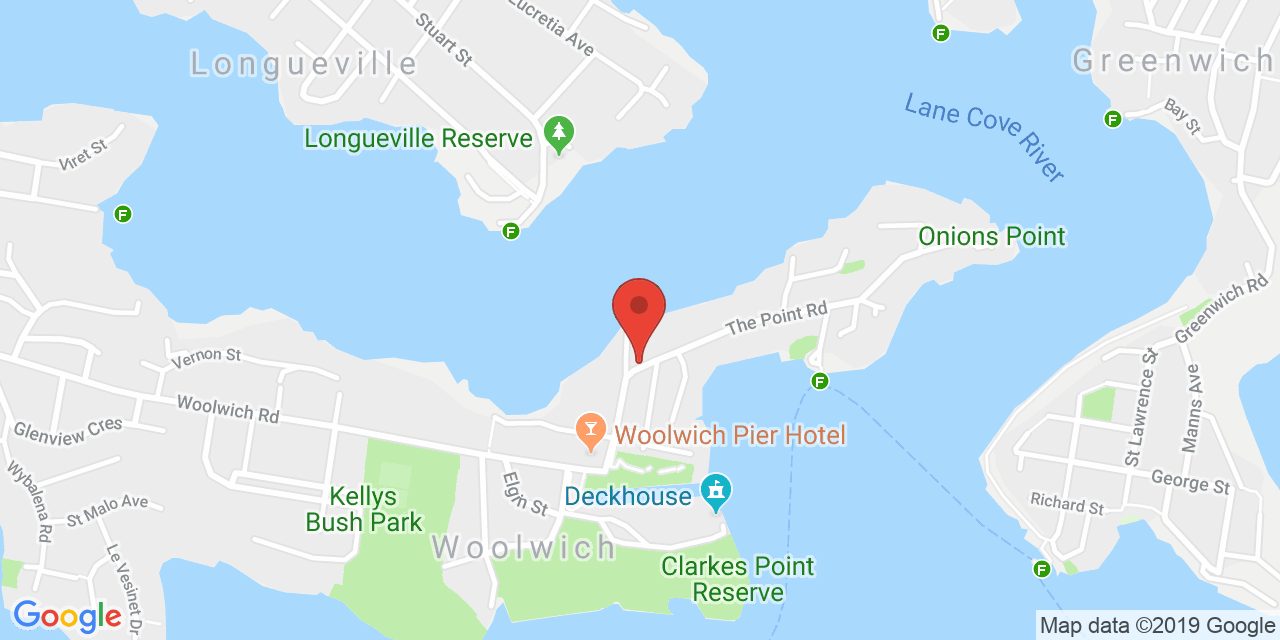 Lucretia Ave
Stuart St
Longueville
Greenwich
Lane Cove River
Bay St
Longueville Reserve
Viret St
F
F
F
F
Onions Point
The Point Rd
Greenwich Rd
Vernon St
Woolwich Rd
F
St Lawrence St
Manns Ave
Glenview Cres
Woolwich Pier Hotel
Wybalena Rd
Elgin St
Deckhouse
George St
Kellys
Bush Park
St Malo Ave
Richard St
Woolwich
Le Vesinet Dr
Clarkes Point
Reserve
F
Google
Map data ©2019 Google